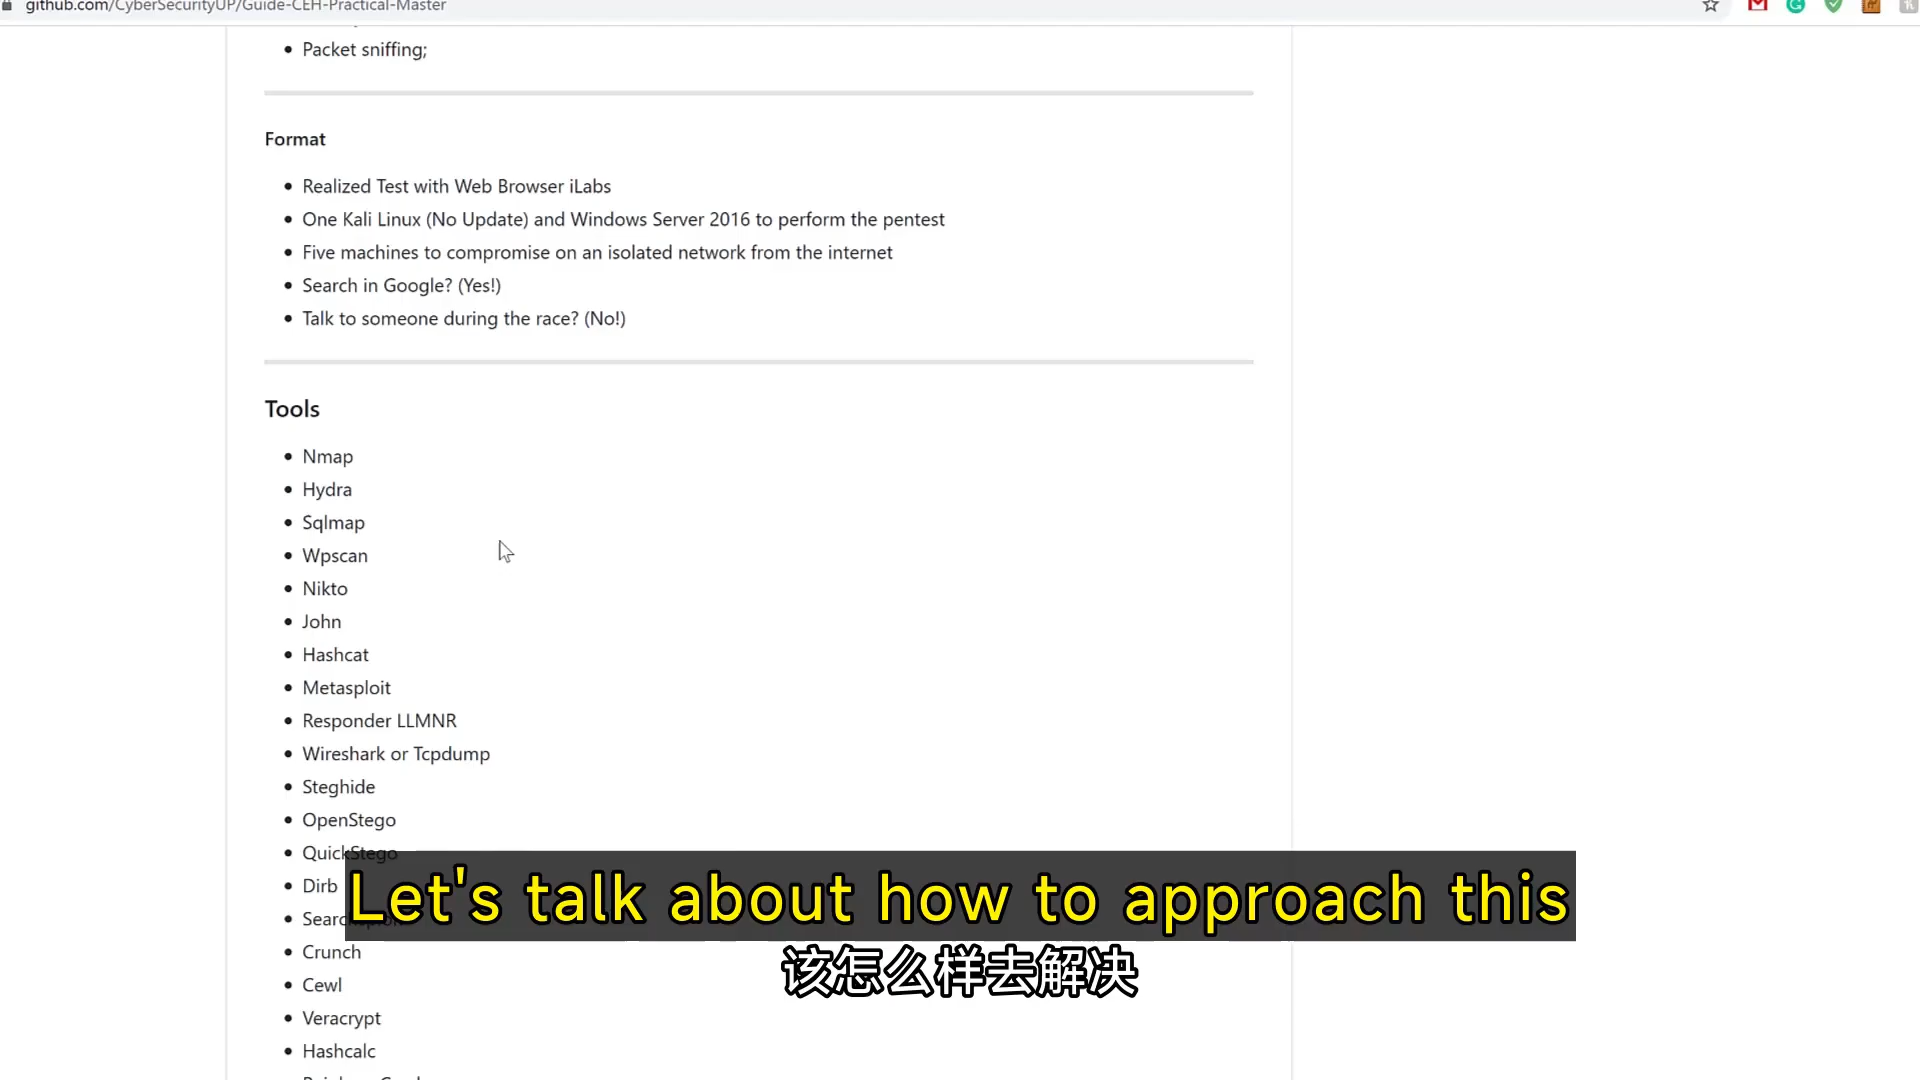 github.com/CyberSecurityUP/Guide-CEH-Practical-Master
Packet sniffing;
Format
Realized Test with Web Browser iLabs
One Kali Linux (No Update) and Windows Server 2016 to perform the pentest
Five machines to compromise on an isolated network from the internet
Search in Google? (Yes!)
Talk to someone during the race? (No!)
Tools
Nmap
Hydra
Sqlmap
Wpscan
Nikto
John
Hashcat
Metasploit
Responder LLMNR
Wireshark or Tcpdump
Steghide
OpenStego
QuickStego
Dirb
Let's talk about how to approach this
Crunch
该怎么样去解决
Cewl
Veracrypt
Hashcalc